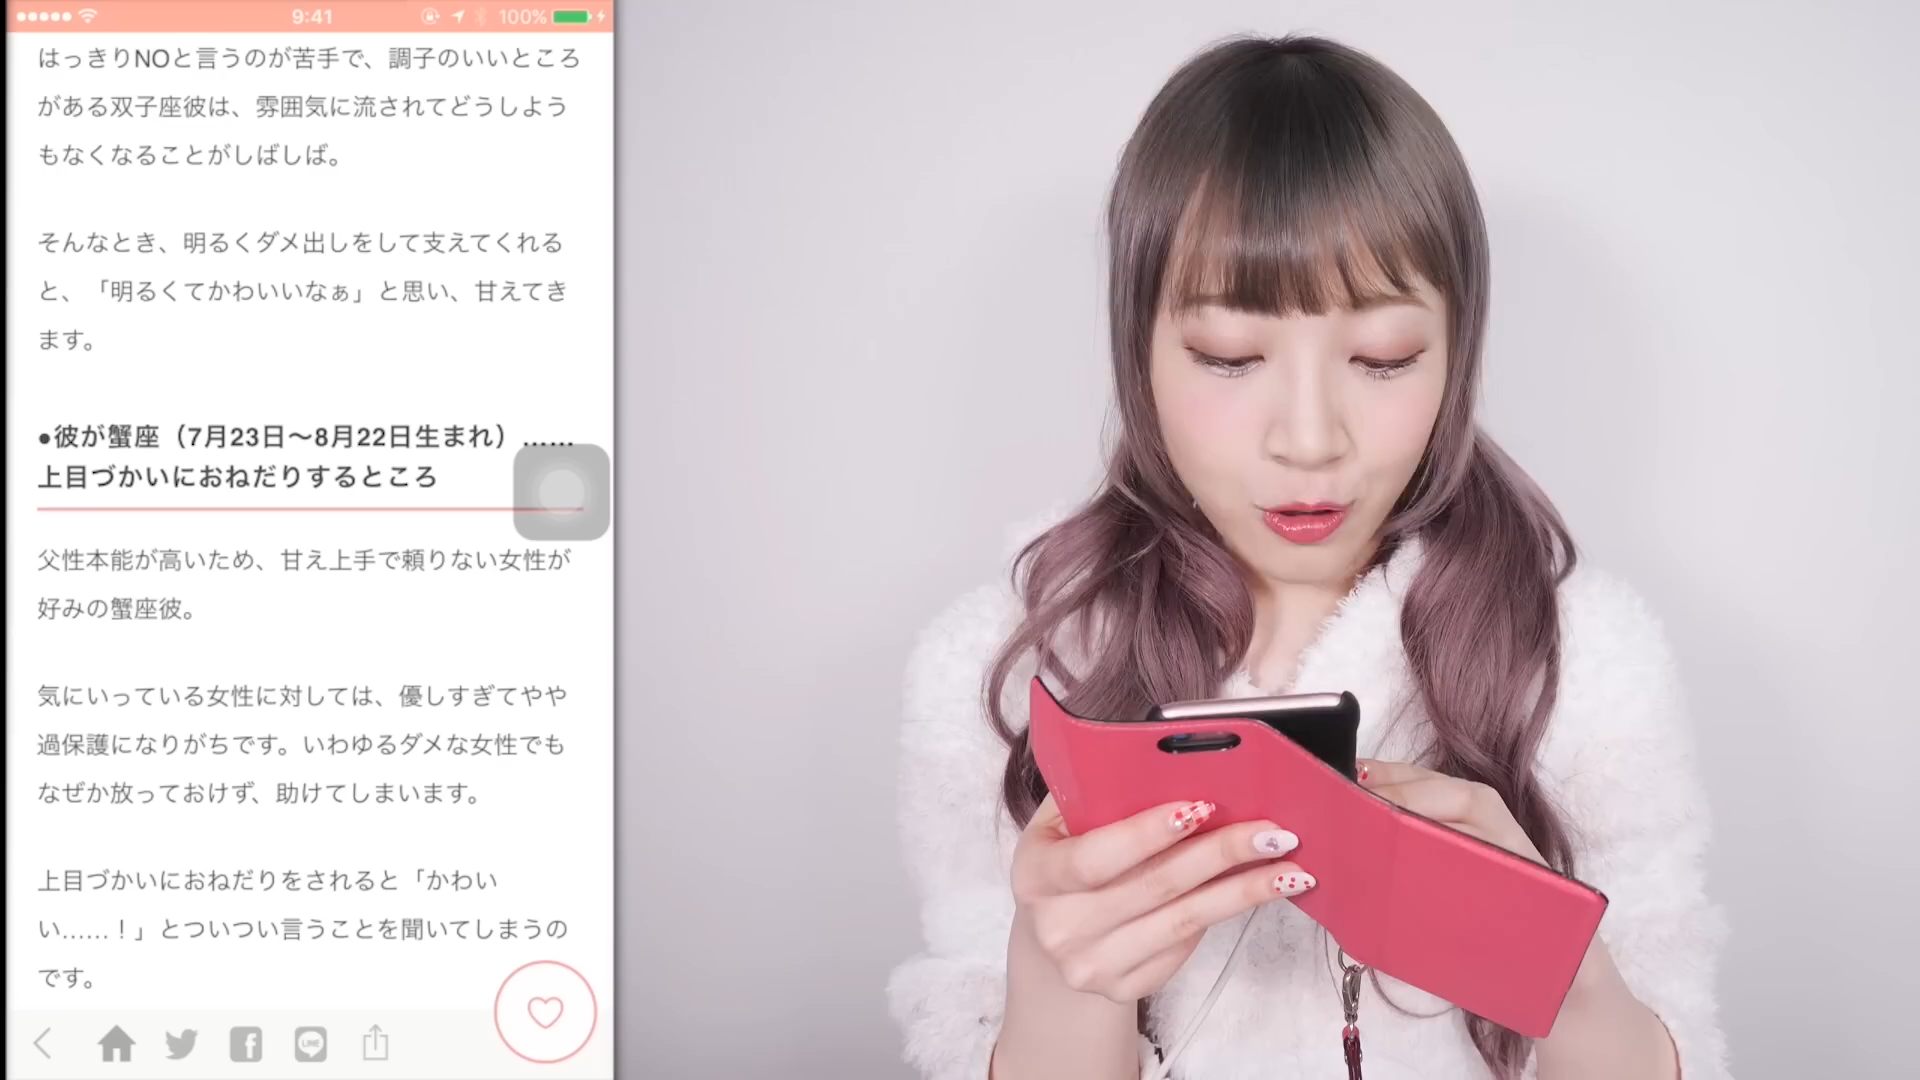 9:41
100%
はっきりNOと言うのが苦手で、調子のいいところ
がある双子座彼は、雰囲気に流されてどうしよう
もなくなることがしばしば。
そんなとき、明るくダメ出しをして支えてくれる
と、「明るくてかわいいなぁ」と思い、甘えてき
ます。
●彼が蟹座（7月23日〜8月22日生まれ）……
上目づかいにおねだりするところ
父性本能が高いため、甘え上手で頼りない女性が
好みの蟹座彼。
気にいっている女性に対しては、優しすぎてやや
過保護になりがちです。いわゆるダメな女性でも
なぜか放っておけず、助けてしまいます。
上目づかいにおねだりをされると「かわい
い……！」とついつい言うことを聞いてしまうの
です。
LINE